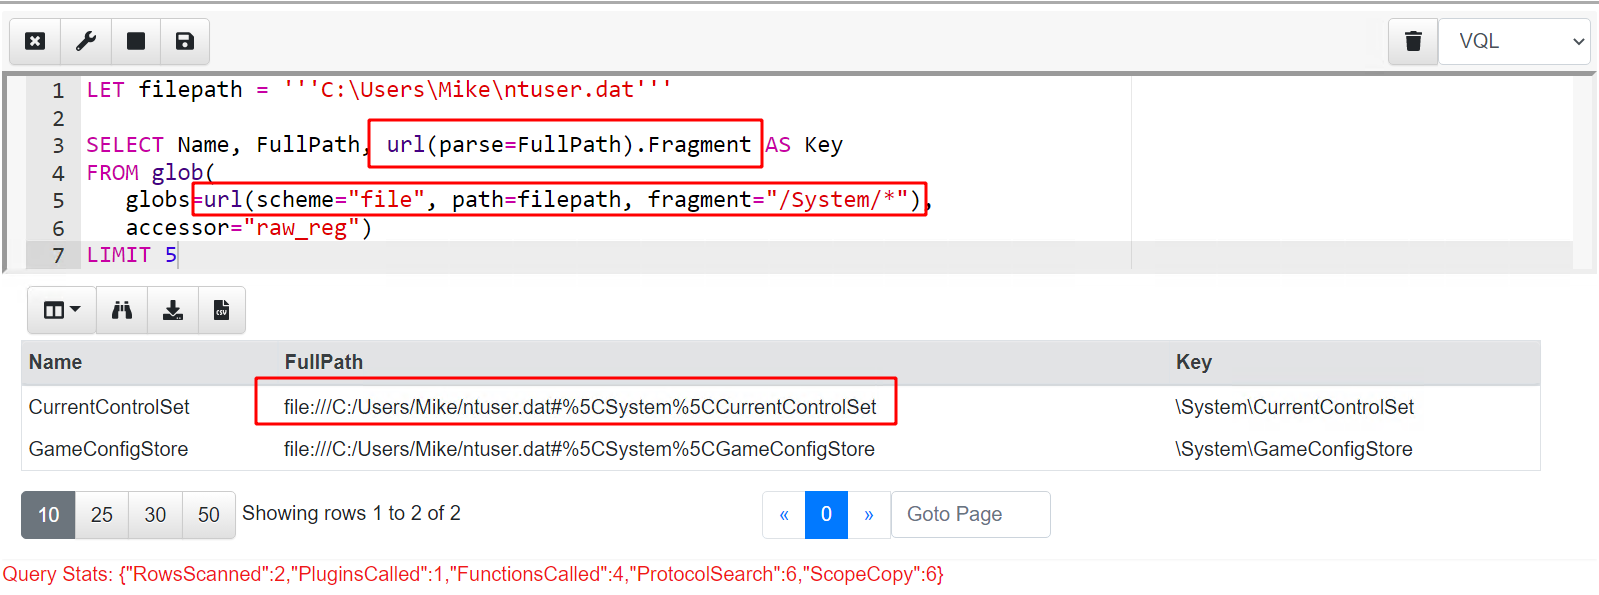 VQL
1 LET filepath = '''C:\Users\Mike\ntuser.dat'''
2
3 SELECT Name, FullPath, url(parse=FullPath).Fragment AS Key
4 FROM glob(
5 globs=url(scheme="file", path=filepath, fragment="/System/*"),
6 accessor="raw_reg")
7 LIMIT 5
CSV
Name FullPath Key
CurrentControlSet file:///C:/Users/Mike/ntuser.dat#%5CSystem%5CCurrentControlSet \System\CurrentControlSet
GameConfigStore file:///C:/Users/Mike/ntuser.dat#%5CSystem%5CGameConfigStore \System\GameConfigStore
10 25 30 50 Showing rows 1 to 2 of 2 « 0 » Goto Page
Query Stats: {"RowsScanned":2,"PluginsCalled":1,"FunctionsCalled":4,"ProtocolSearch":6,"ScopeCopy":6}